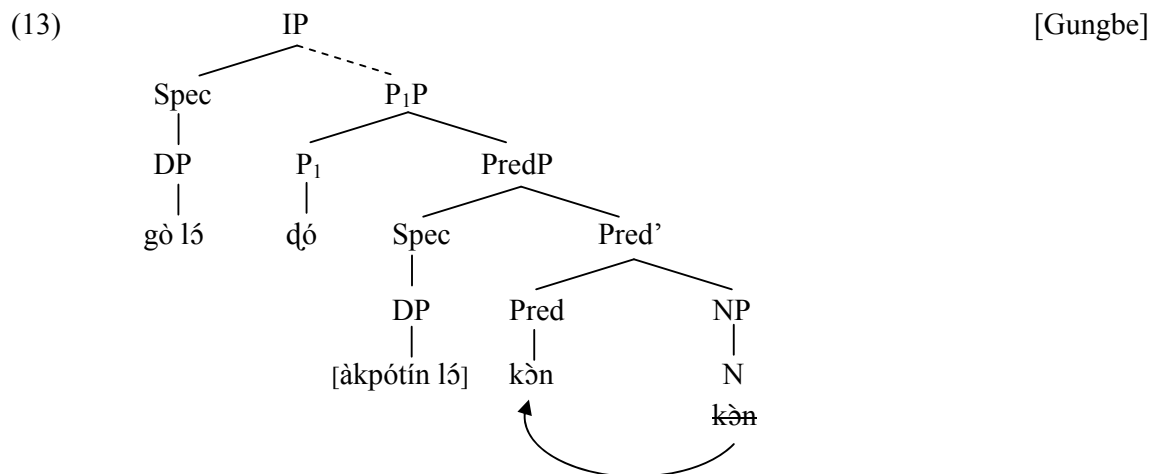 (13) IP [Gungbe]
Spec P₁P
DP P₁ PredP
gò lɔ́ ɖó Spec Pred’
DP Pred NP
[àkpótín lɔ́] kɔ̀n N
kɔ̀n